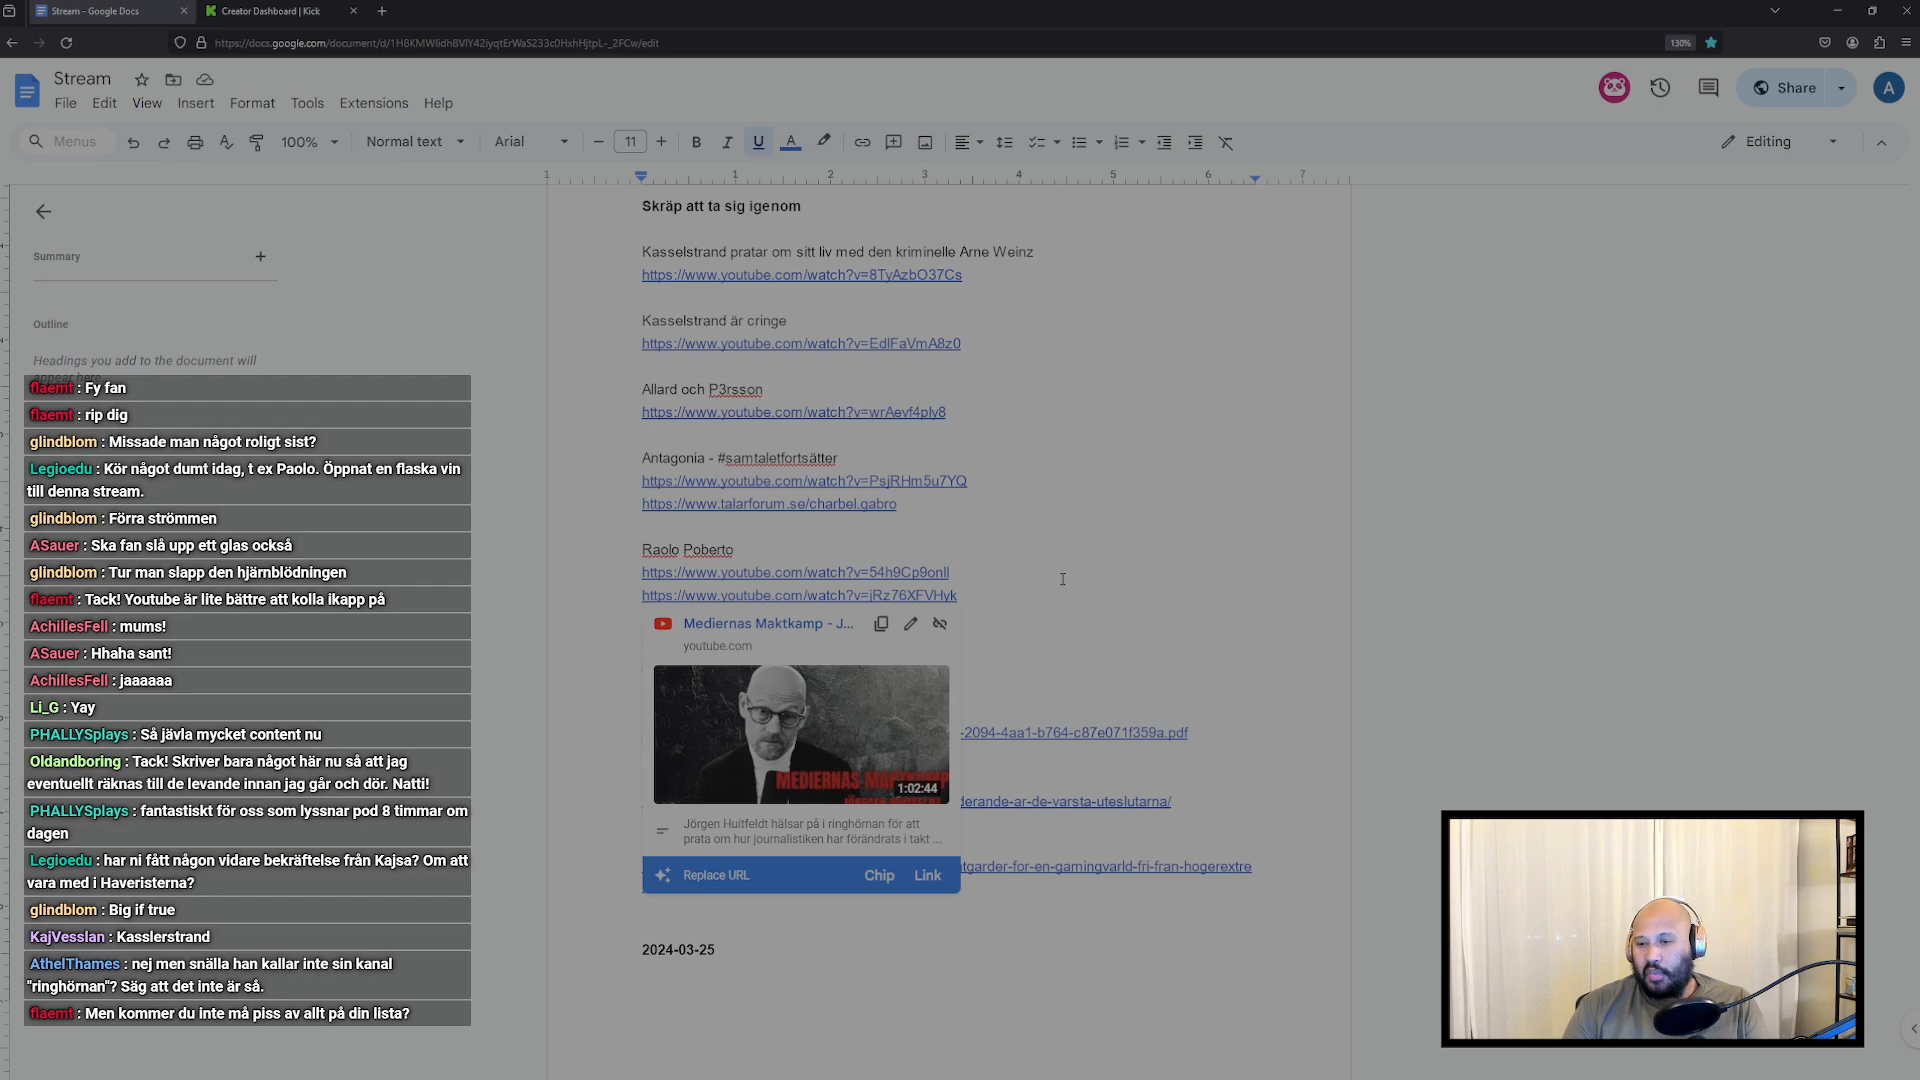 Stream - Google Docs
Creator Dashboard | Kick
130%
Stream
File Edit View Insert Format Tools Extensions Help
Share
A
Menus
100%
Normal text
Arial
11
Editing
1 1 2 3 4 5 6 7
Summary
Outline
Headings you add to the document will
appear here.
Skräp att ta sig igenom
Kasselstrand pratar om sitt liv med den kriminelle Arne Weinz
https://www.youtube.com/watch?v=8TyAzbO37Cs
Kasselstrand är cringe
https://www.youtube.com/watch?v=EdlFaVmA8z0
Allard och P3rsson
https://www.youtube.com/watch?v=wrAevf4ply8
Antagonia - #samtaletfortsätter
https://www.youtube.com/watch?v=PsjRHm5u7YQ
https://www.talarforum.se/charbel.gabro
Raolo Poberto
https://www.youtube.com/watch?v=54h9Cp9onlI
https://www.youtube.com/watch?v=jRz76XFVHyk
Mediernas Maktkamp - J...
youtube.com
MEDIERNAS MAKTKAMP
1:02:44
Jörgen Huitfeldt hälsar på i ringhörnan för att
prata om hur journalistiken har förändrats i takt ...
Replace URL
Chip
Link
-2094-4aa1-b764-c87e071f359a.pdf
derande-ar-de-varsta-uteslutarna/
tgarder-for-en-gamingvarld-fri-fran-hogerextre
2024-03-25
flaemt : Fy fan
flaemt : rip dig
glindblom : Missade man något roligt sist?
Legioedu : Kör något dumt idag, t ex Paolo. Öppnat en flaska vin
till denna stream.
glindblom : Förra strömmen
ASauer : Ska fan slå upp ett glas också
glindblom : Tur man slapp den hjärnblödningen
flaemt : Tack! Youtube är lite bättre att kolla ikapp på
AchillesFell : mums!
ASauer : Hhaha sant!
AchillesFell : jaaaaaa
Li_G : Yay
PHALLYSplays : Så jävla mycket content nu
Oldandboring : Tack! Skriver bara något här nu så att jag
eventuellt räknas till de levande innan jag går och dör. Natti!
PHALLYSplays : fantastiskt för oss som lyssnar pod 8 timmar om
dagen
Legioedu : har ni fått någon vidare bekräftelse från Kajsa? Om att
vara med i Haveristerna?
glindblom : Big if true
KajVesslan : Kasslerstrand
AthelThames : nej men snälla han kallar inte sin kanal
"ringhörnan"? Säg att det inte är så.
flaemt : Men kommer du inte må piss av allt på din lista?